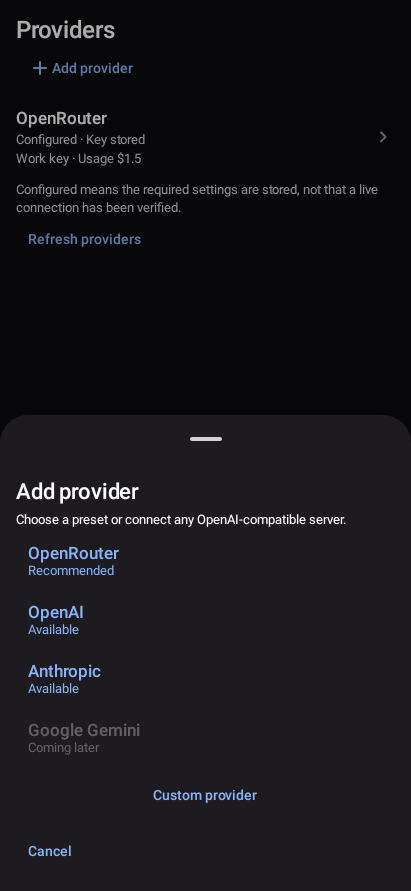 Providers
+ Add provider
OpenRouter
Configured · Key stored
Work key · Usage $1.5
Configured means the required settings are stored, not that a live
connection has been verified.
Refresh providers
Add provider
Choose a preset or connect any OpenAI-compatible server.
OpenRouter
Recommended
OpenAI
Available
Anthropic
Available
Google Gemini
Coming later
Custom provider
Cancel